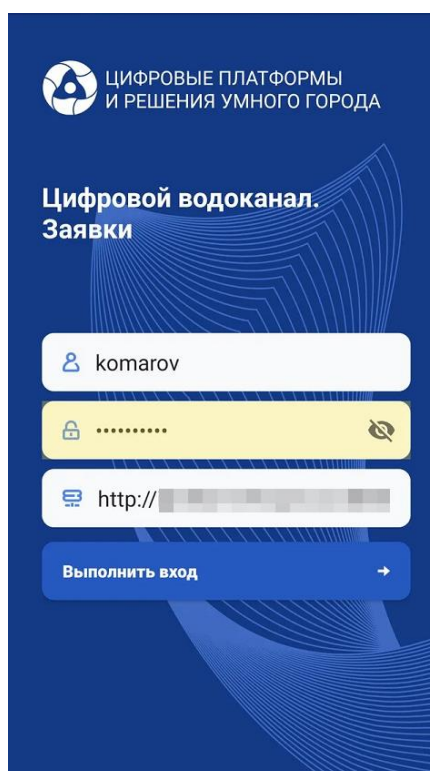 ЦИФРОВЫЕ ПЛАТФОРМЫ
И РЕШЕНИЯ УМНОГО ГОРОДА
Цифровой водоканал.
Заявки
komarov
••••••••••
http://
Выполнить вход